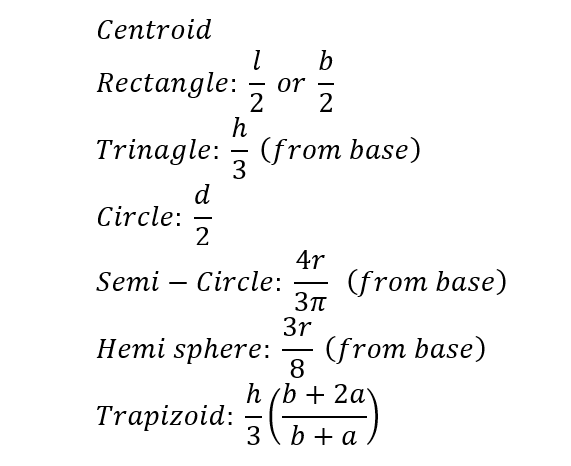 Centroid
Rectangle: l/2 or b/2
Trinagle: h/3 (from base)
Circle: d/2
Semi − Circle: 4r/3π (from base)
Hemi sphere: 3r/8 (from base)
Trapizoid: h/3 (b + 2a / b + a)